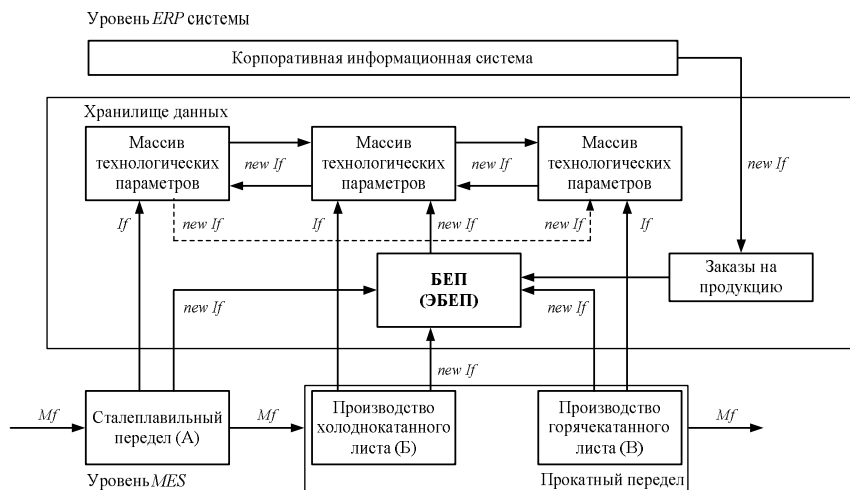 Уровень ERP системы
Корпоративная информационная система
Хранилище данных
Массив
технологических
параметров
new If
Массив
технологических
параметров
new If
Массив
технологических
параметров
new If
If
new If
If
new If
new If
If
БЕП
(ЭБЕП)
Заказы на
продукцию
new If
new If
new If
Mf
Сталеплавильный
передел (А)
Mf
Производство
холоднокатанного
листа (Б)
Производство
горячекатанного
листа (В)
Mf
Уровень MES
Прокатный передел